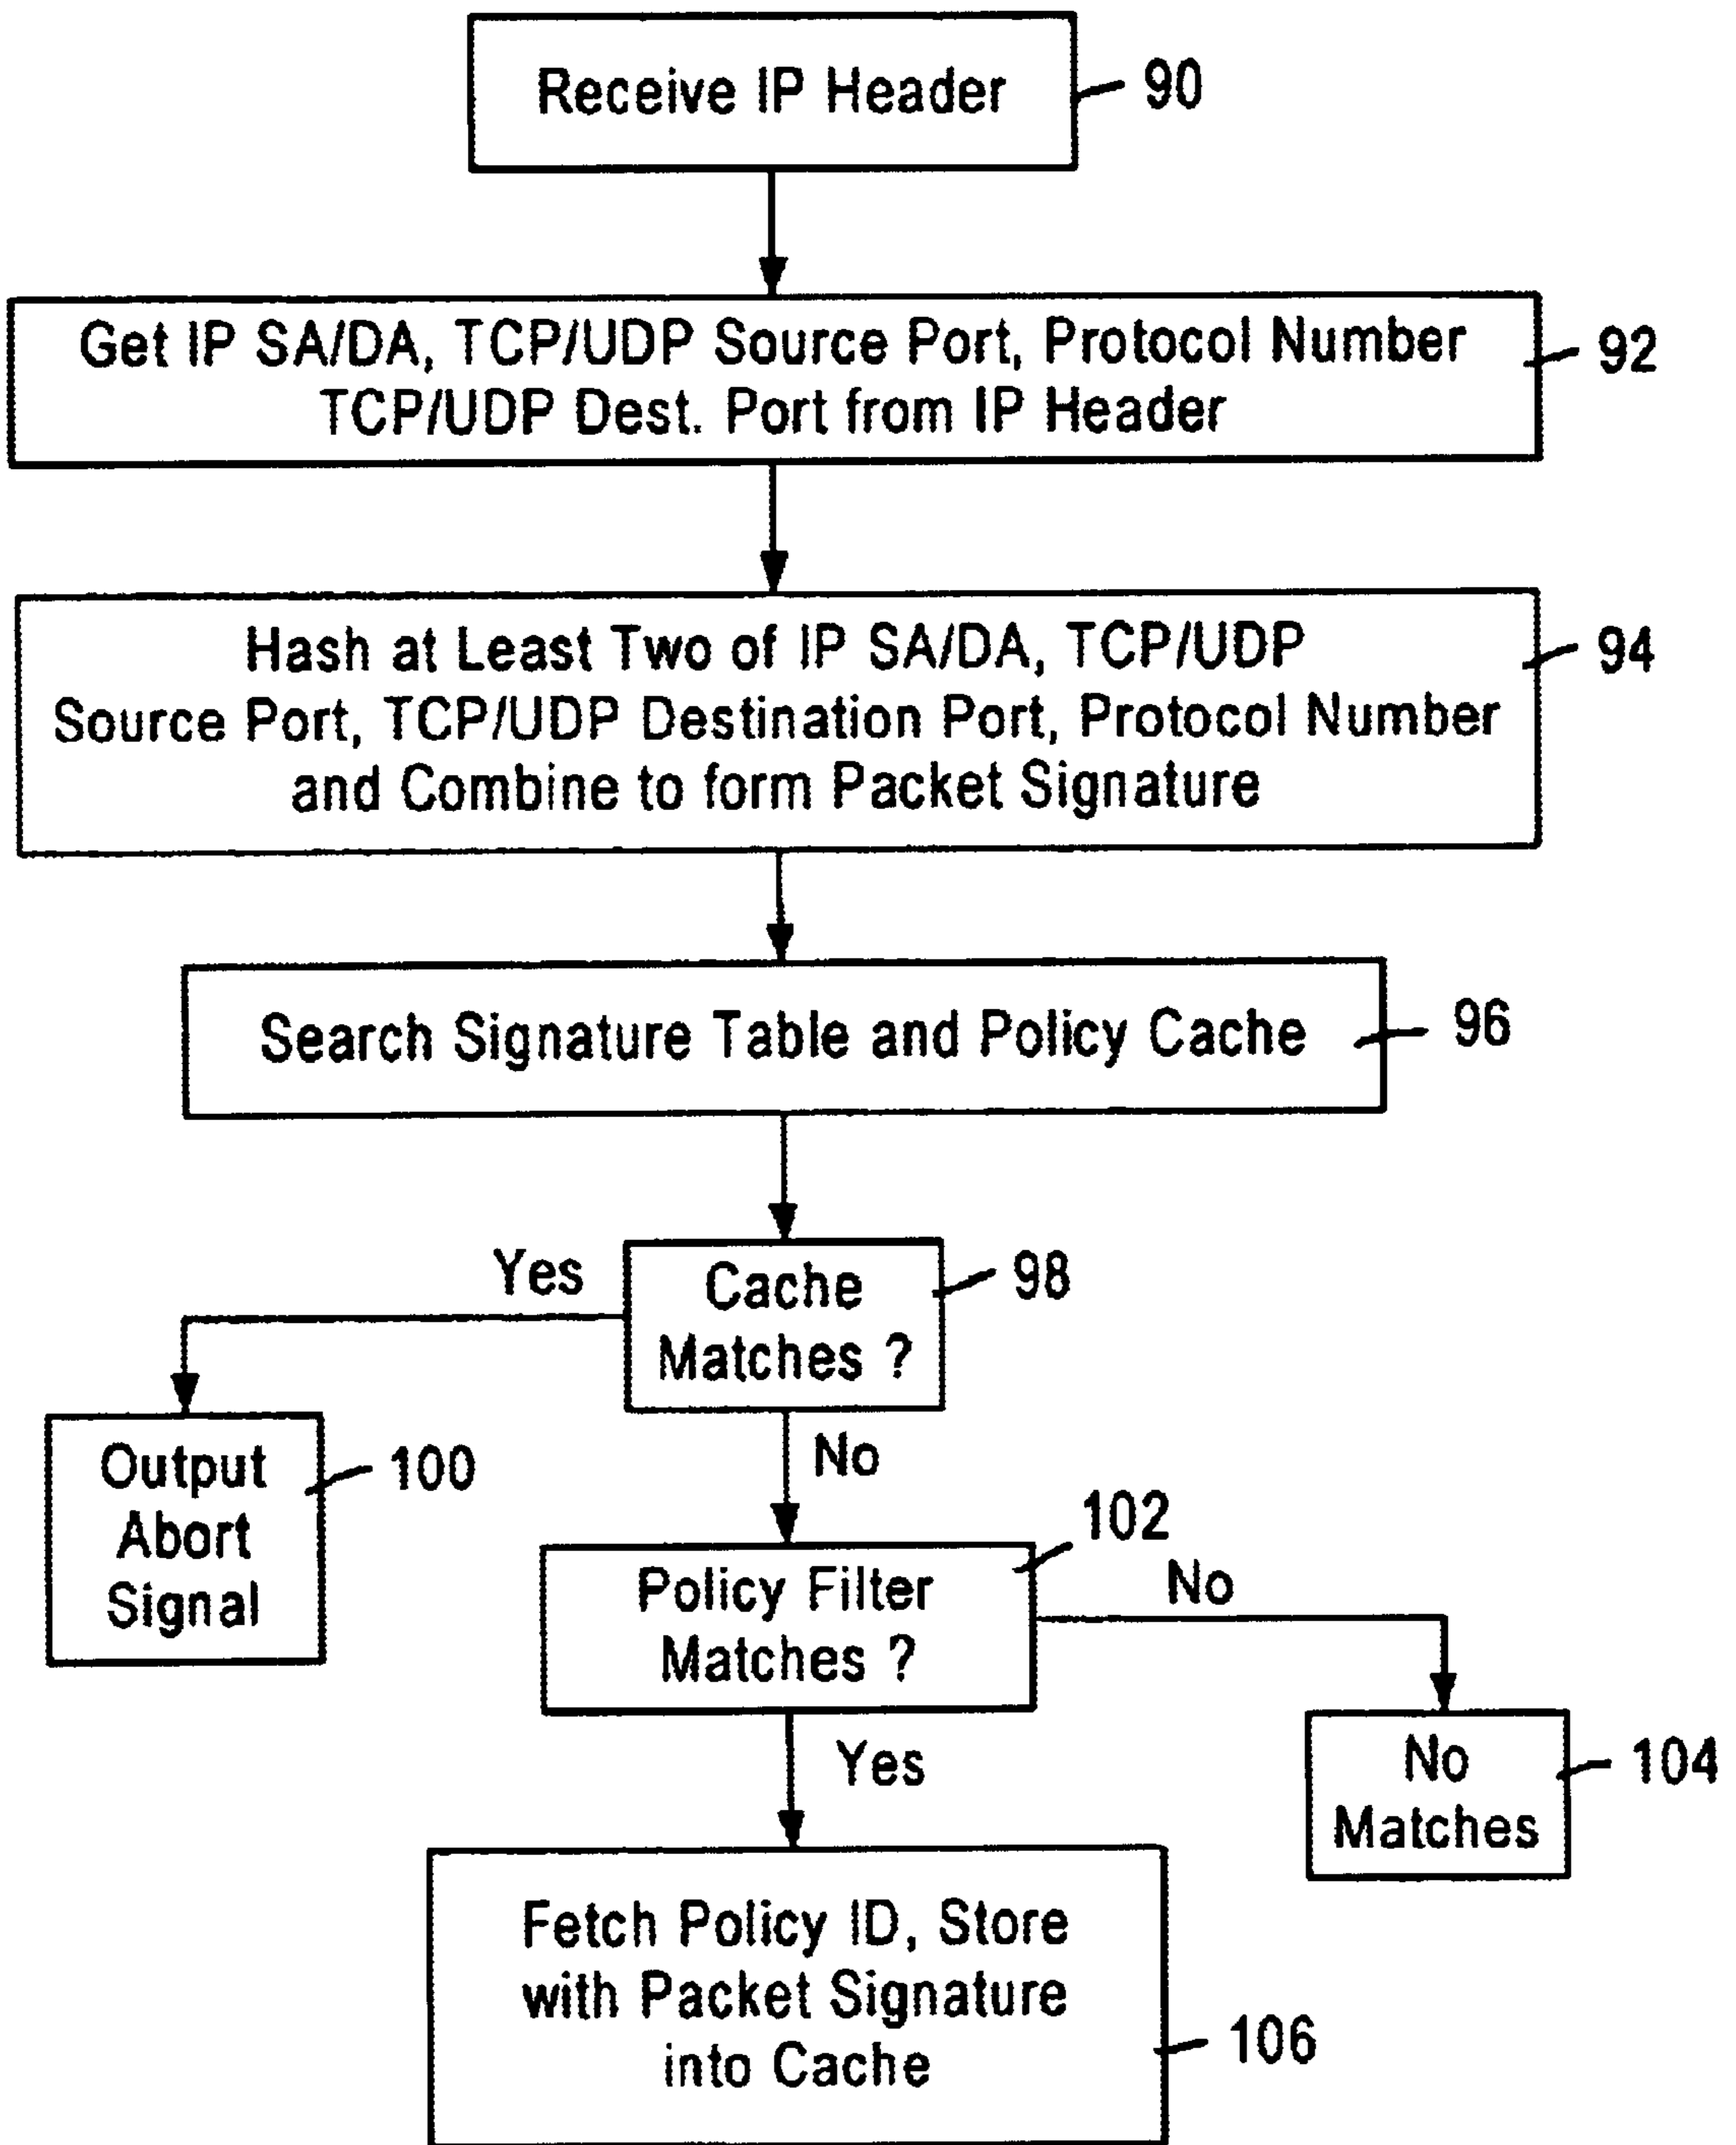 Receive IP Header
90
Get IP SA/DA, TCP/UDP Source Port, Protocol Number
TCP/UDP Dest. Port from IP Header
92
Hash at Least Two of IP SA/DA, TCP/UDP
Source Port, TCP/UDP Destination Port, Protocol Number
and Combine to form Packet Signature
94
Search Signature Table and Policy Cache
96
Yes
Cache
Matches ?
98
Output
Abort
Signal
100
No
Policy Filter
Matches ?
102
No
No
Matches
104
Yes
Fetch Policy ID, Store
with Packet Signature
into Cache
106